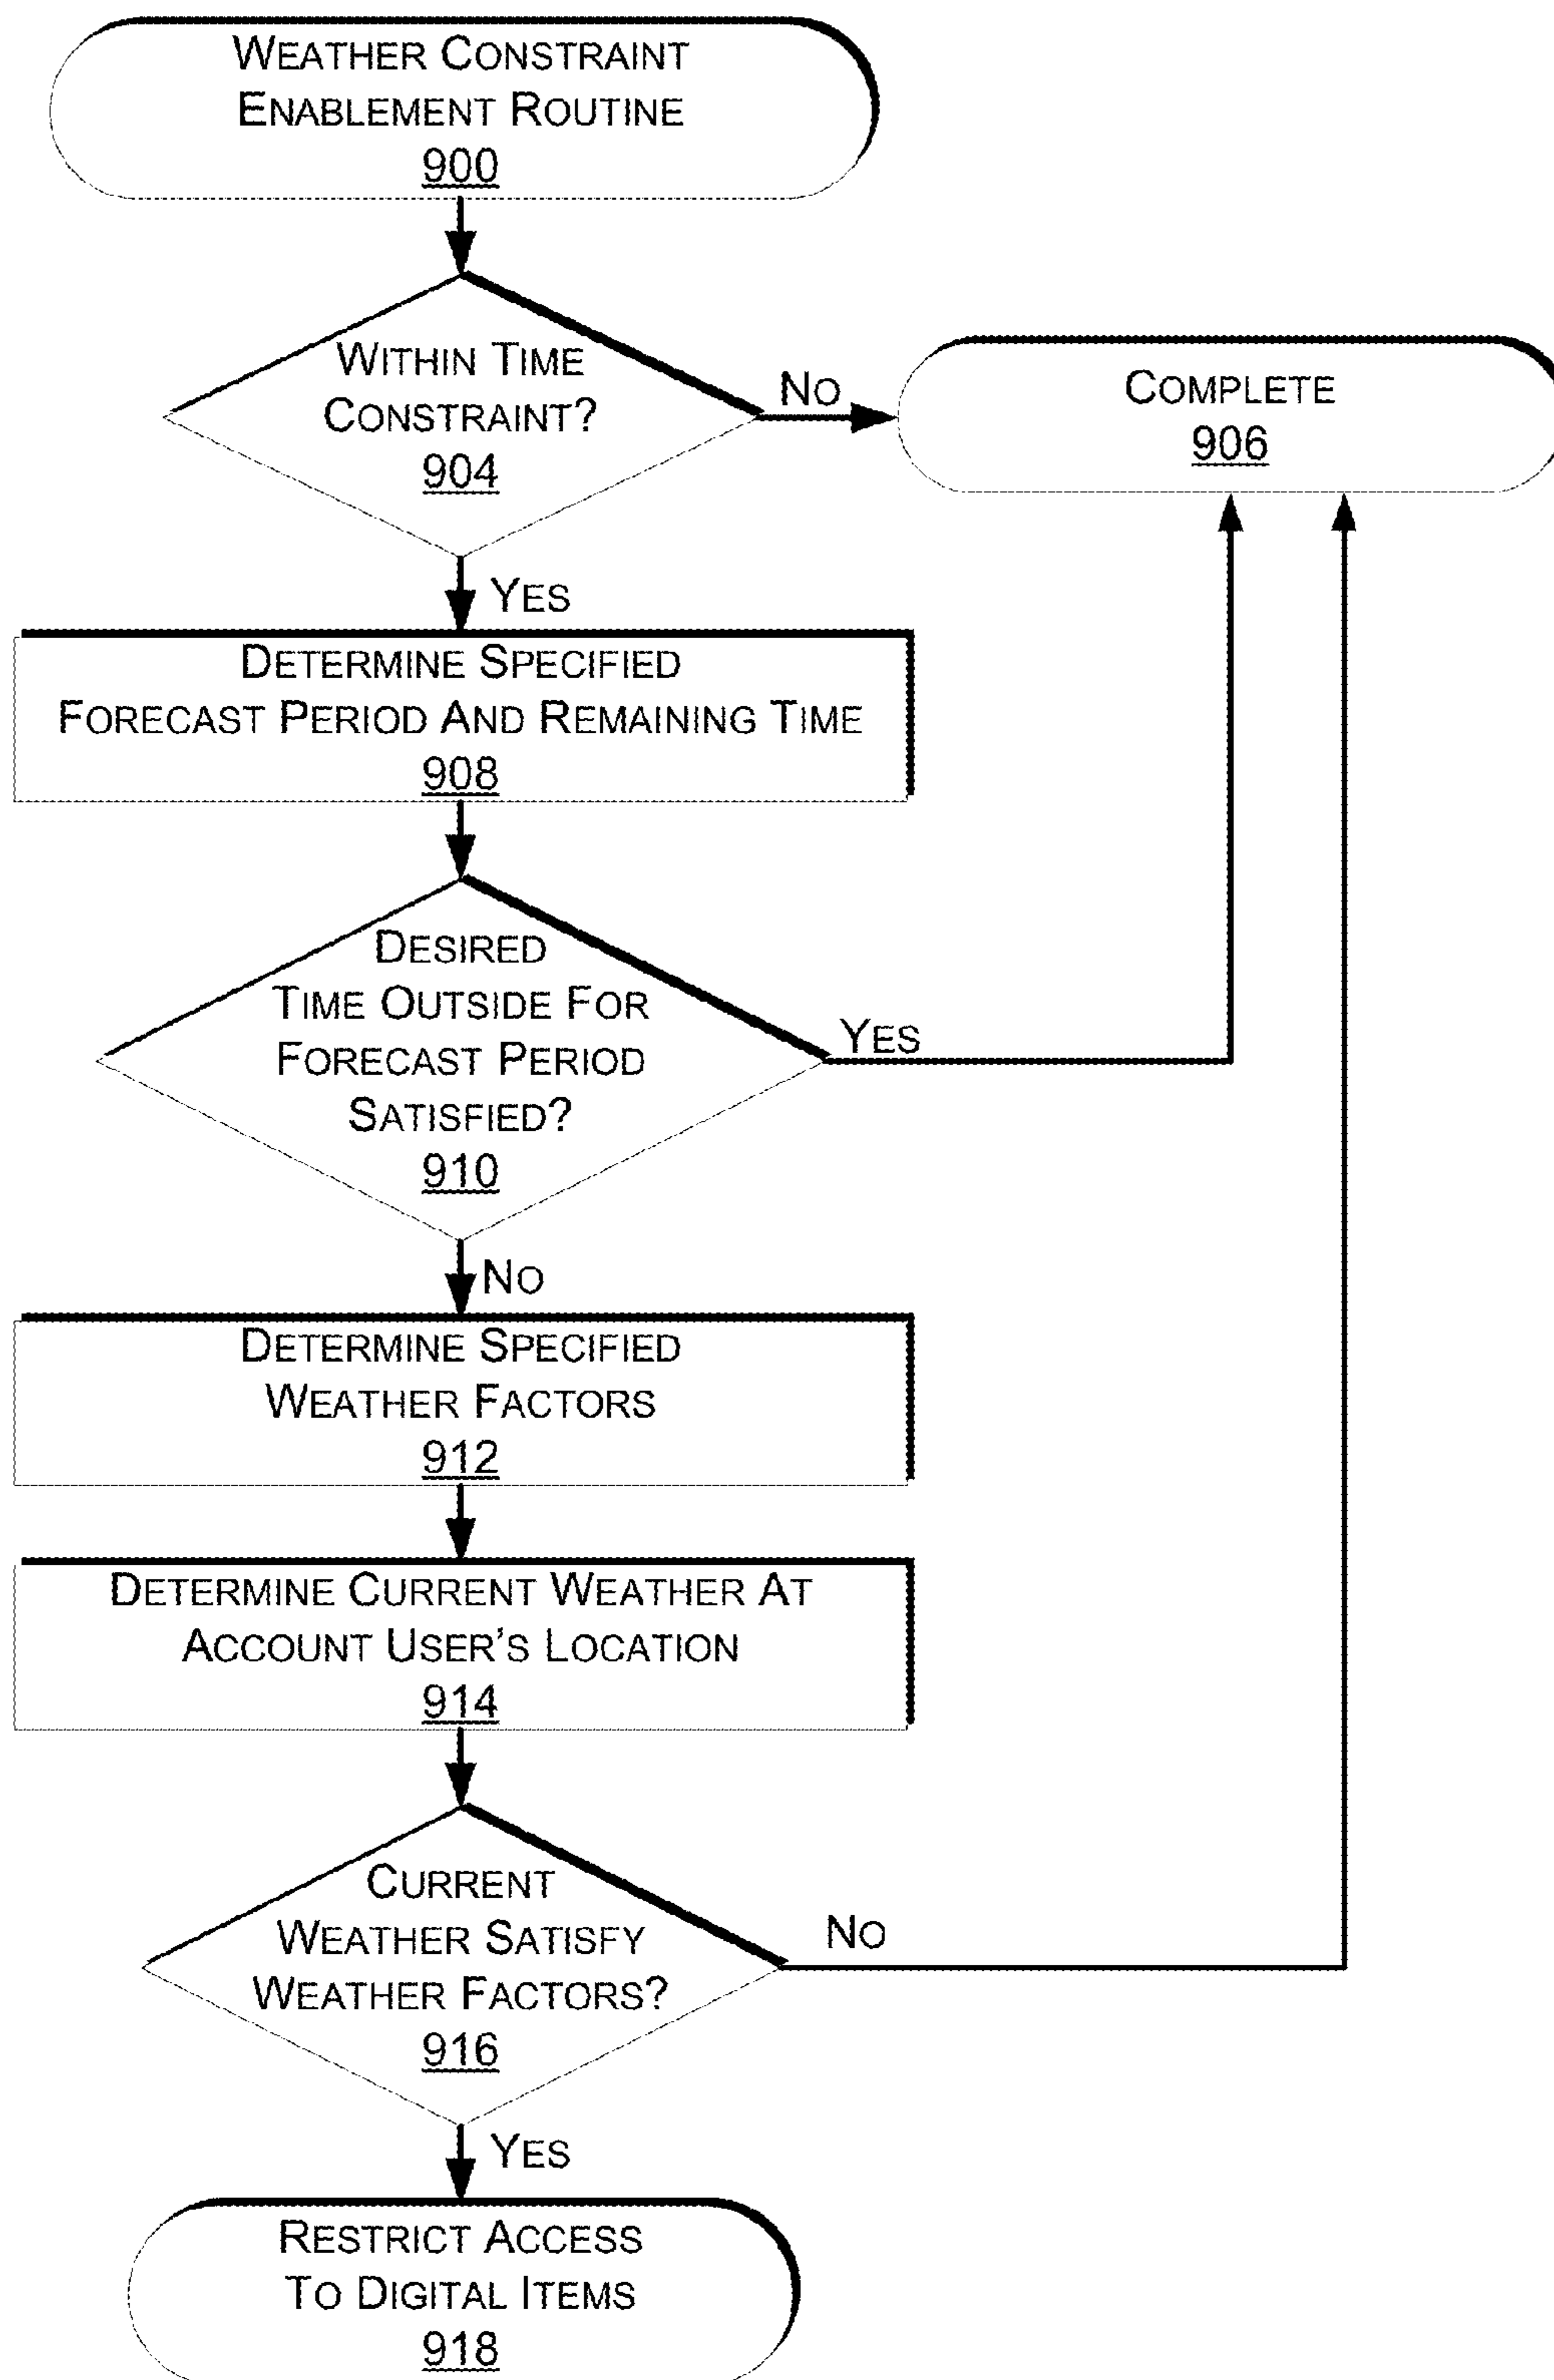 WEATHER CONSTRAINT
ENABLEMENT ROUTINE
900
WITHIN TIME
CONSTRAINT?
904
NO
COMPLETE
906
YES
DETERMINE SPECIFIED
FORECAST PERIOD AND REMAINING TIME
908
DESIRED
TIME OUTSIDE FOR
FORECAST PERIOD
SATISFIED?
910
YES
NO
DETERMINE SPECIFIED
WEATHER FACTORS
912
DETERMINE CURRENT WEATHER AT
ACCOUNT USER'S LOCATION
914
CURRENT
WEATHER SATISFY
WEATHER FACTORS?
916
NO
YES
RESTRICT ACCESS
TO DIGITAL ITEMS
918